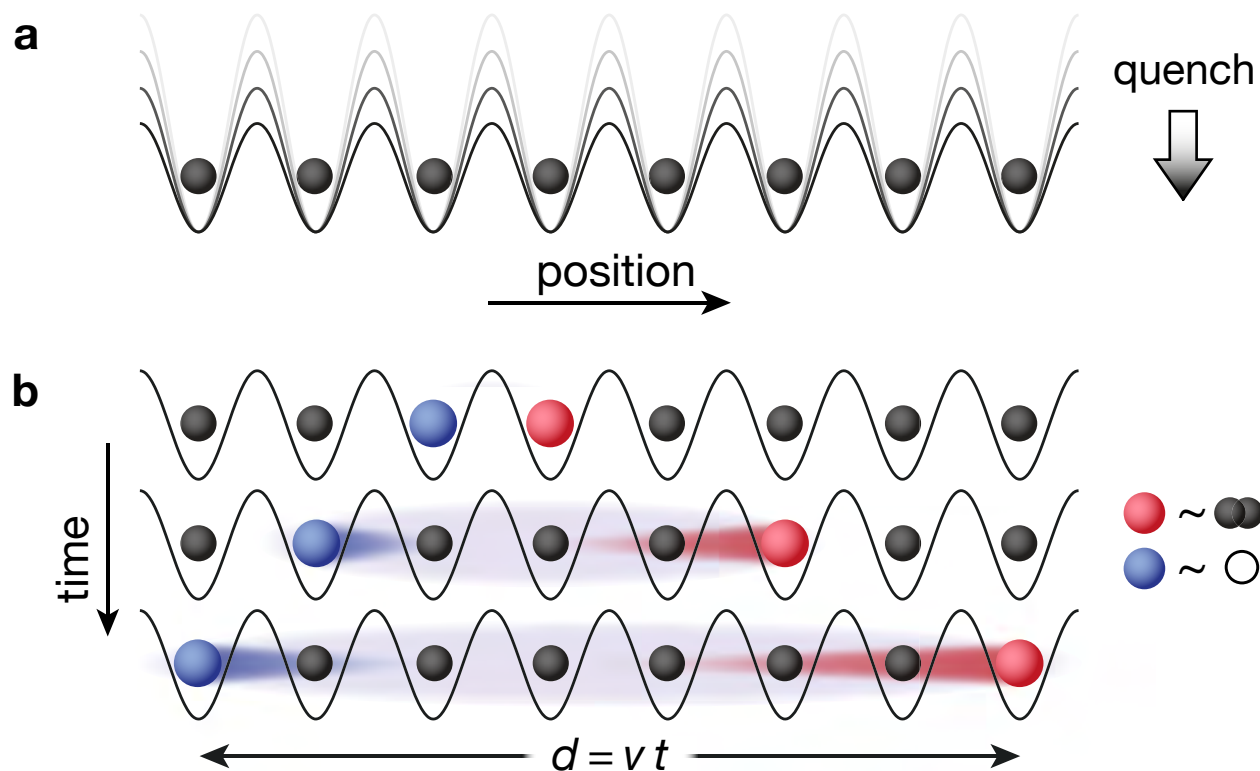 a
quench
position
b
time
~
~
d = v t